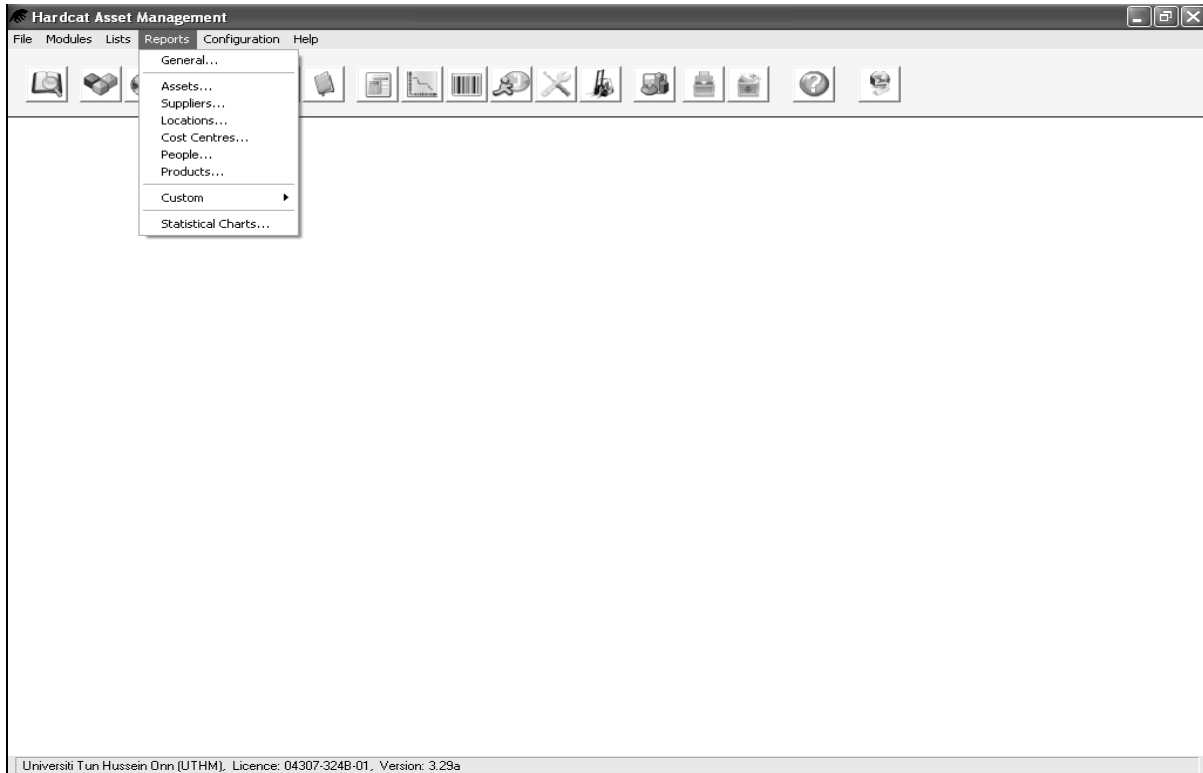 Hardcat Asset Management
File Modules Lists Reports Configuration Help
General...
Assets...
Suppliers...
Locations...
Cost Centres...
People...
Products...
Custom
Statistical Charts...
Universiti Tun Hussein Onn (UTHM), Licence: 04307-324B-01, Version: 3.29a